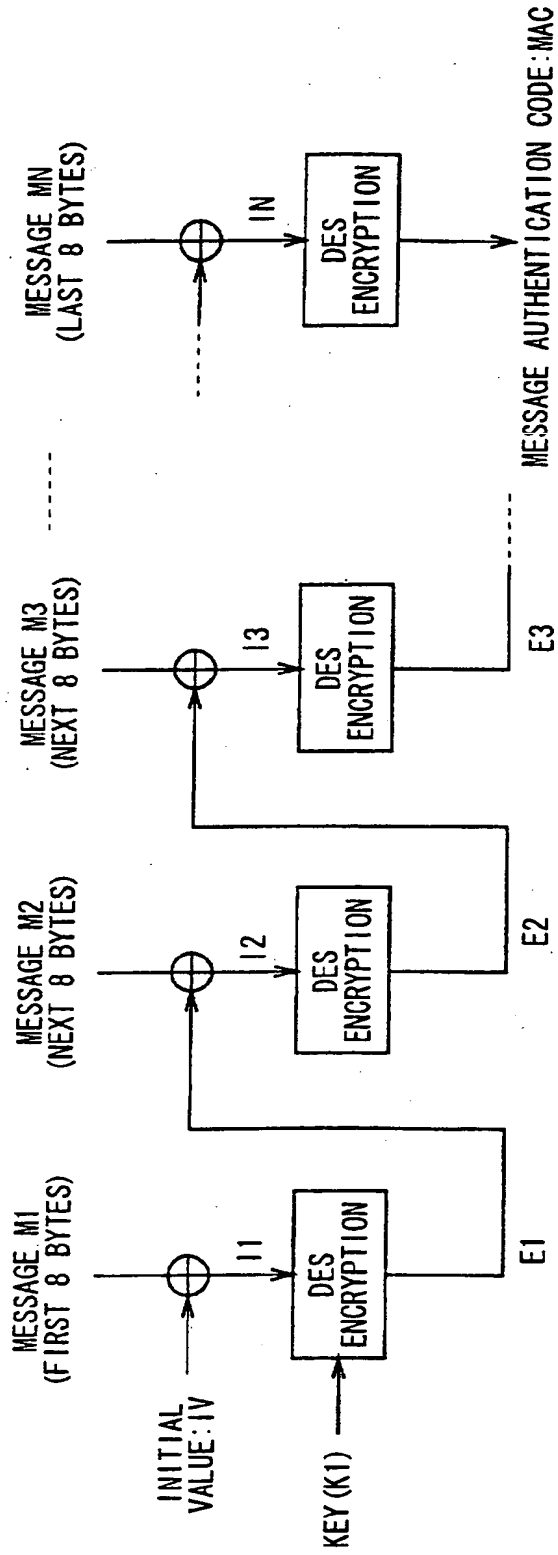 MESSAGE M1
(FIRST 8 BYTES)
MESSAGE M2
(NEXT 8 BYTES)
MESSAGE M3
(NEXT 8 BYTES)
MESSAGE MN
(LAST 8 BYTES)
INITIAL
VALUE:IV
I1
I2
I3
IN
KEY(K1)
DES
ENCRYPTION
DES
ENCRYPTION
DES
ENCRYPTION
DES
ENCRYPTION
E1
E2
E3
MESSAGE AUTHENTICATION CODE:MAC